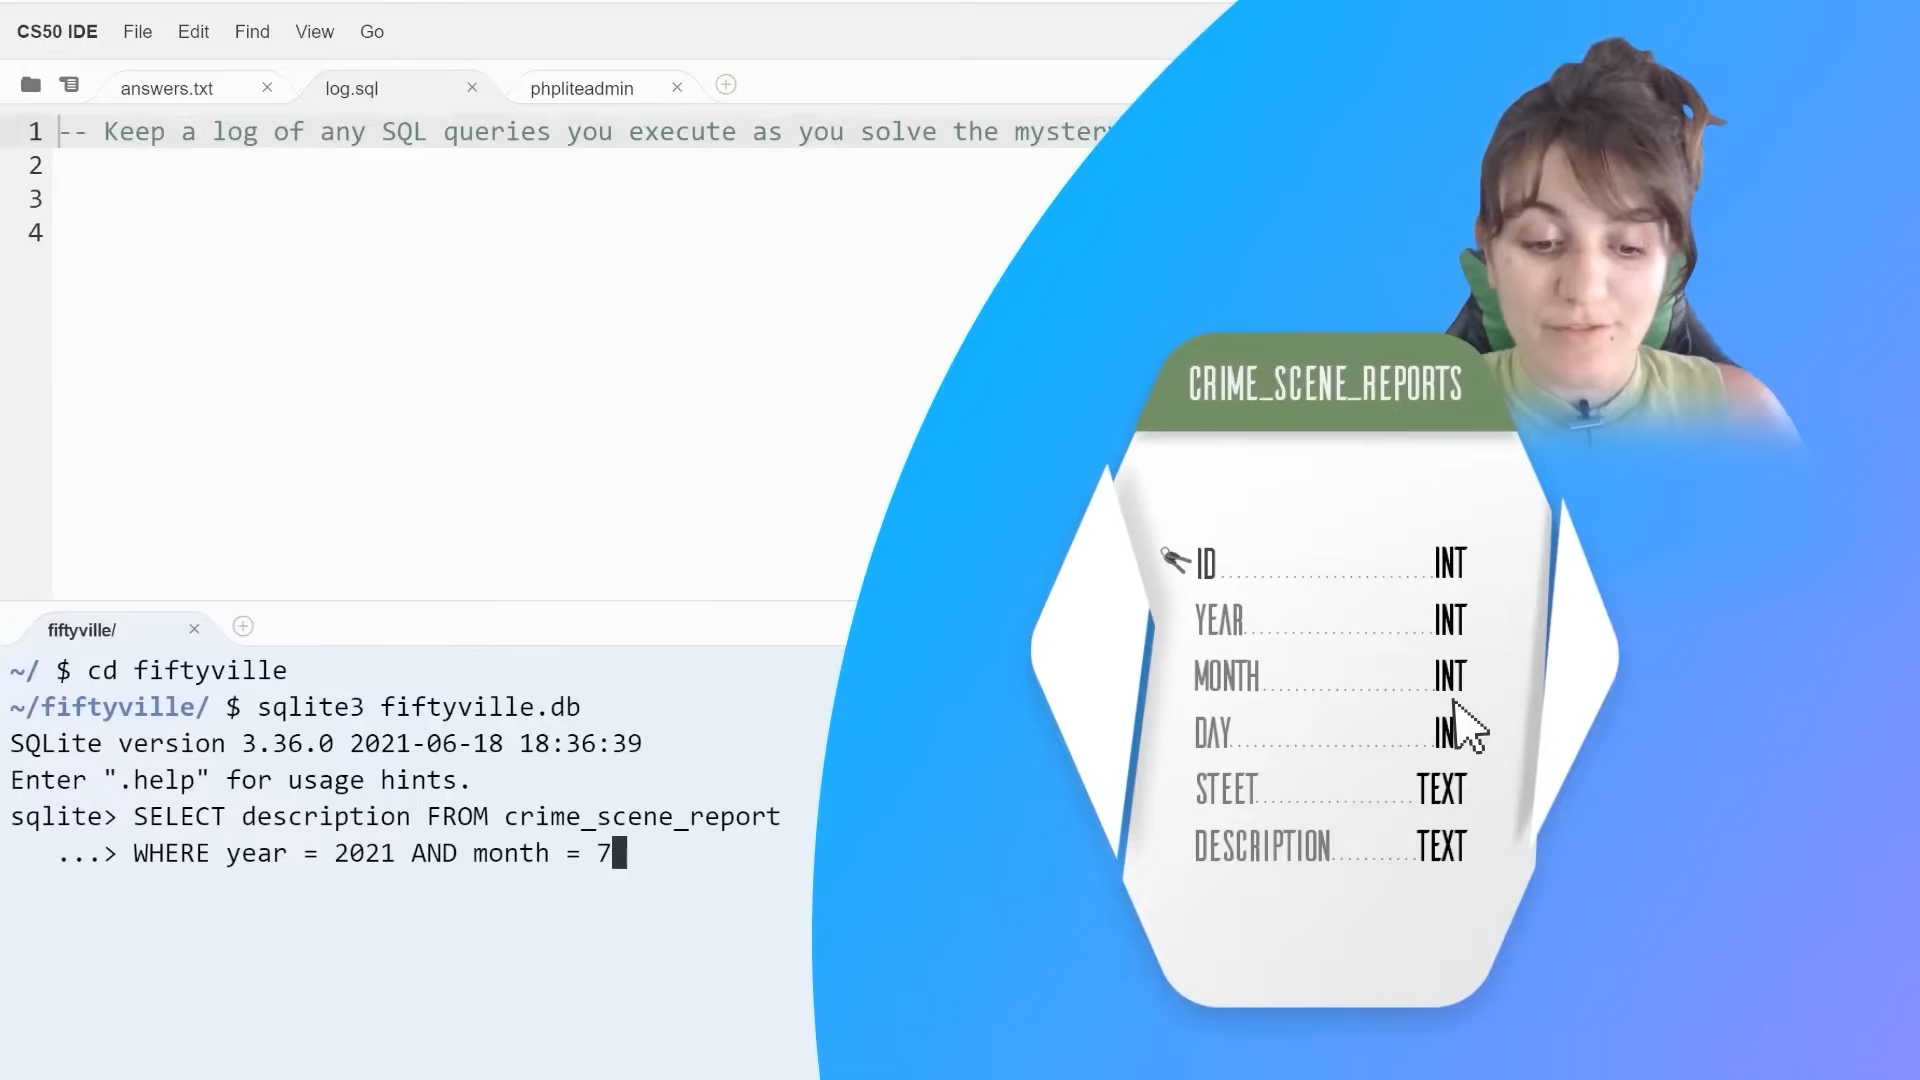 CS50 IDE File Edit Find View Go
answers.txt log.sql phpliteadmin
1 -- Keep a log of any SQL queries you execute as you solve the mystery
2
3
4
fiftyville/
~/ $ cd fiftyville
~/fiftyville/ $ sqlite3 fiftyville.db
SQLite version 3.36.0 2021-06-18 18:36:39
Enter ".help" for usage hints.
sqlite> SELECT description FROM crime_scene_report
...> WHERE year = 2021 AND month = 7
CRIME_SCENE_REPORTS
ID INT
YEAR INT
MONTH INT
DAY IN
STEET TEXT
DESCRIPTION TEXT